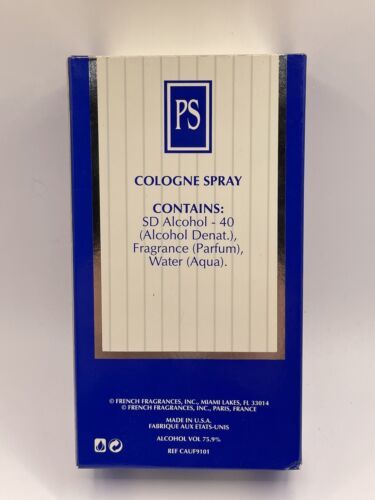 PS
COLOGNE SPRAY
CONTAINS:
SD Alcohol - 40
(Alcohol Denat.),
Fragrance (Parfum),
Water (Aqua).
© FRENCH FRAGRANCES, INC., MIAMI LAKES, FL 33014
© FRENCH FRAGRANCES, INC., PARIS, FRANCE
MADE IN U.S.A.
FABRIQUE AUX ETATS-UNIS
ALCOHOL VOL 75.9%
REF CAUF9101